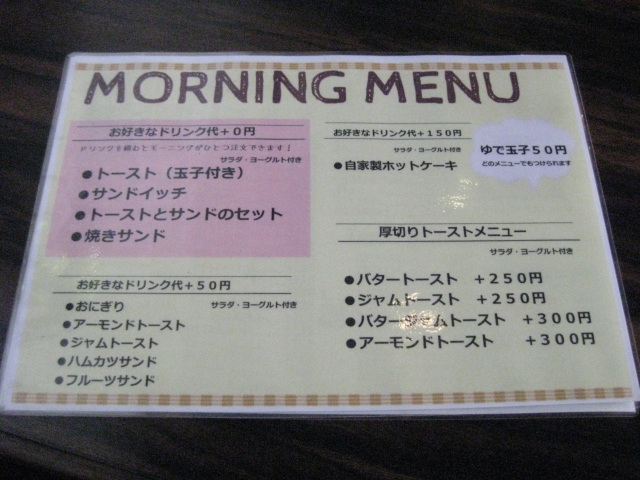 MORNING MENU
お好きなドリンク代+0円
ドリンクを頼むとモーニングがひとつ注文できます！
サラダ・ヨーグルト付き
●トースト（玉子付き）
●サンドイッチ
●トーストとサンドのセット
●焼きサンド
お好きなドリンク代+50円
サラダ・ヨーグルト付き
●おにぎり
●アーモンドトースト
●ジャムトースト
●ハムカツサンド
●フルーツサンド
お好きなドリンク代+150円
サラダ・ヨーグルト付き
●自家製ホットケーキ
ゆで玉子50円
どのメニューでもつけられます
厚切りトーストメニュー
サラダ・ヨーグルト付き
●バタートースト +250円
●ジャムトースト +250円
●バタージャムトースト +300円
●アーモンドトースト +300円